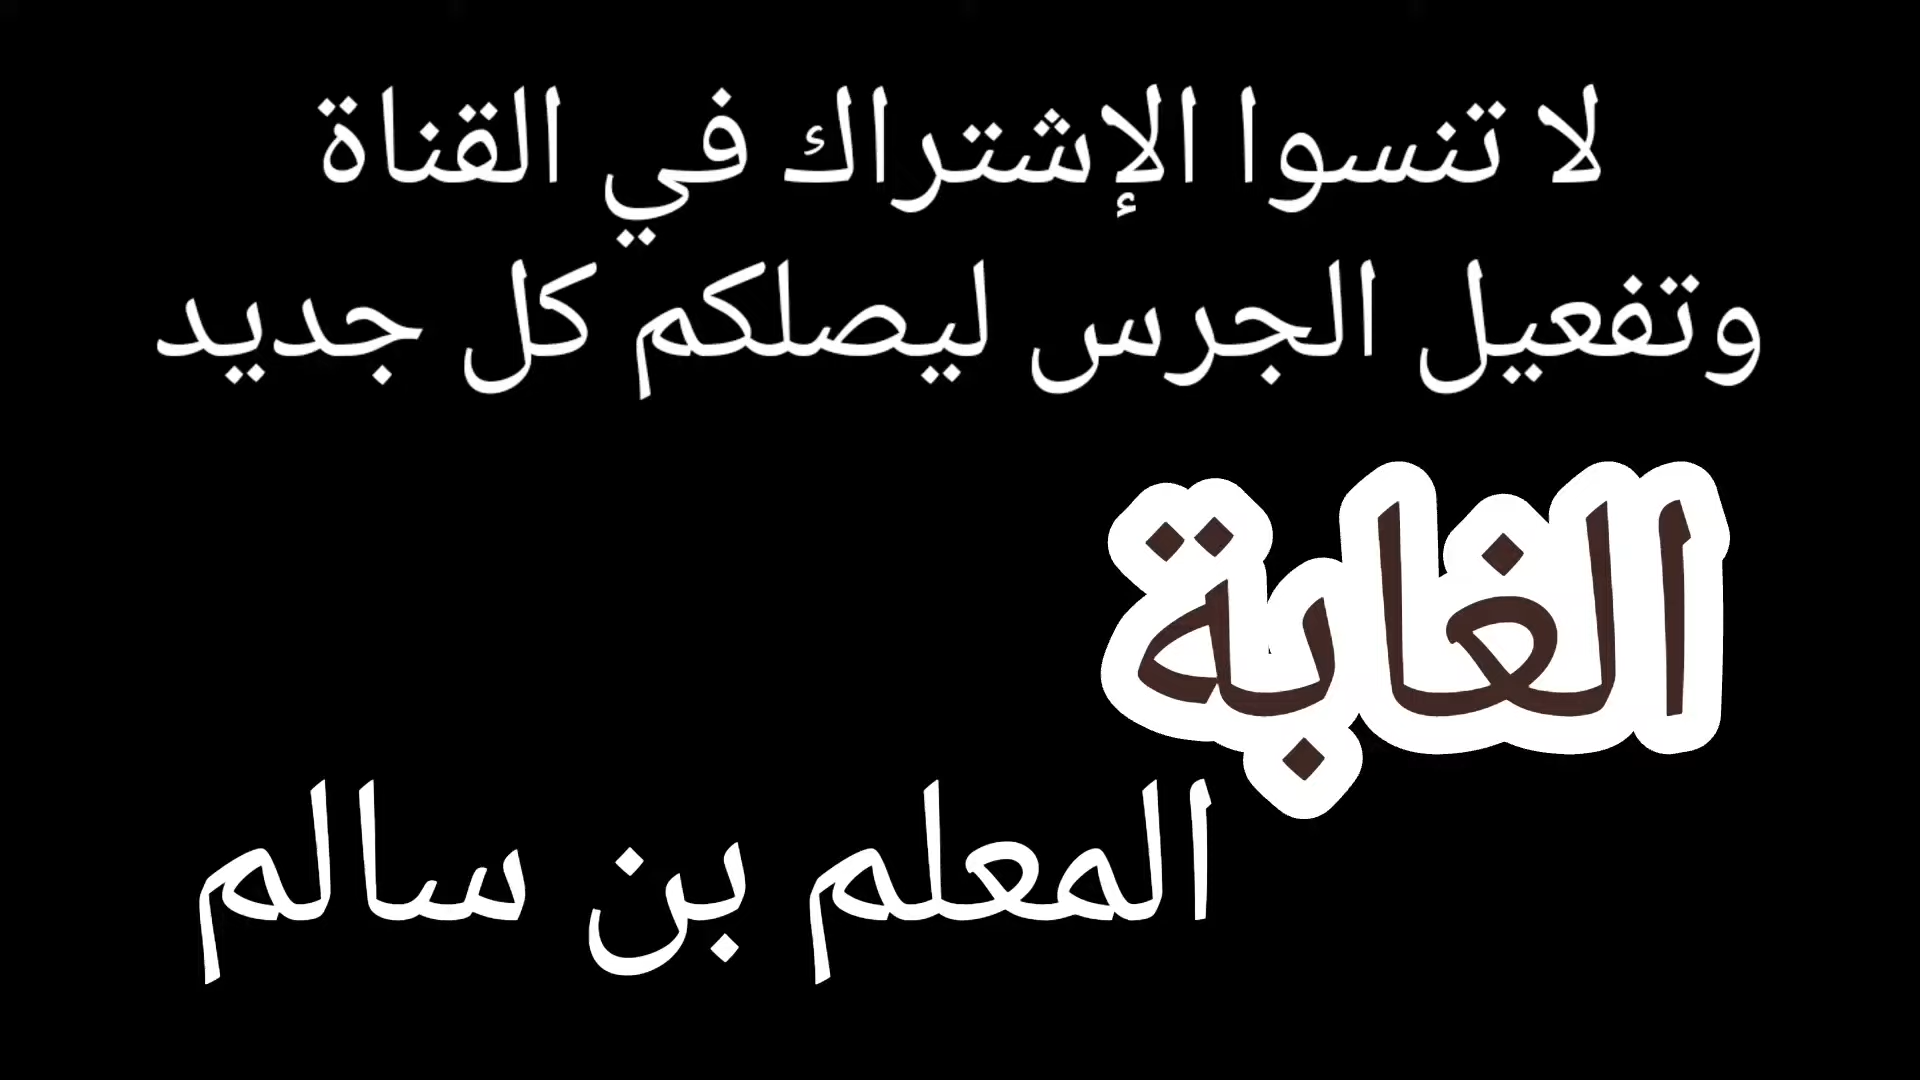 لا تنسوا الإشتراك في القناة
وتفعيل الجرس ليصلكم كل جديد
الغابة
المعلم بن سالم